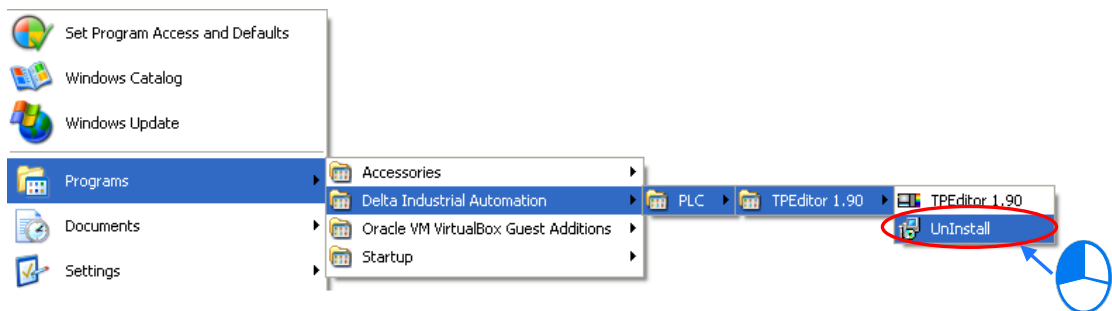 Set Program Access and Defaults
Windows Catalog
Windows Update
Programs
Accessories
Delta Industrial Automation
PLC
TPEditor 1.90
TPEditor 1.90
UnInstall
Documents
Oracle VM VirtualBox Guest Additions
Settings
Startup